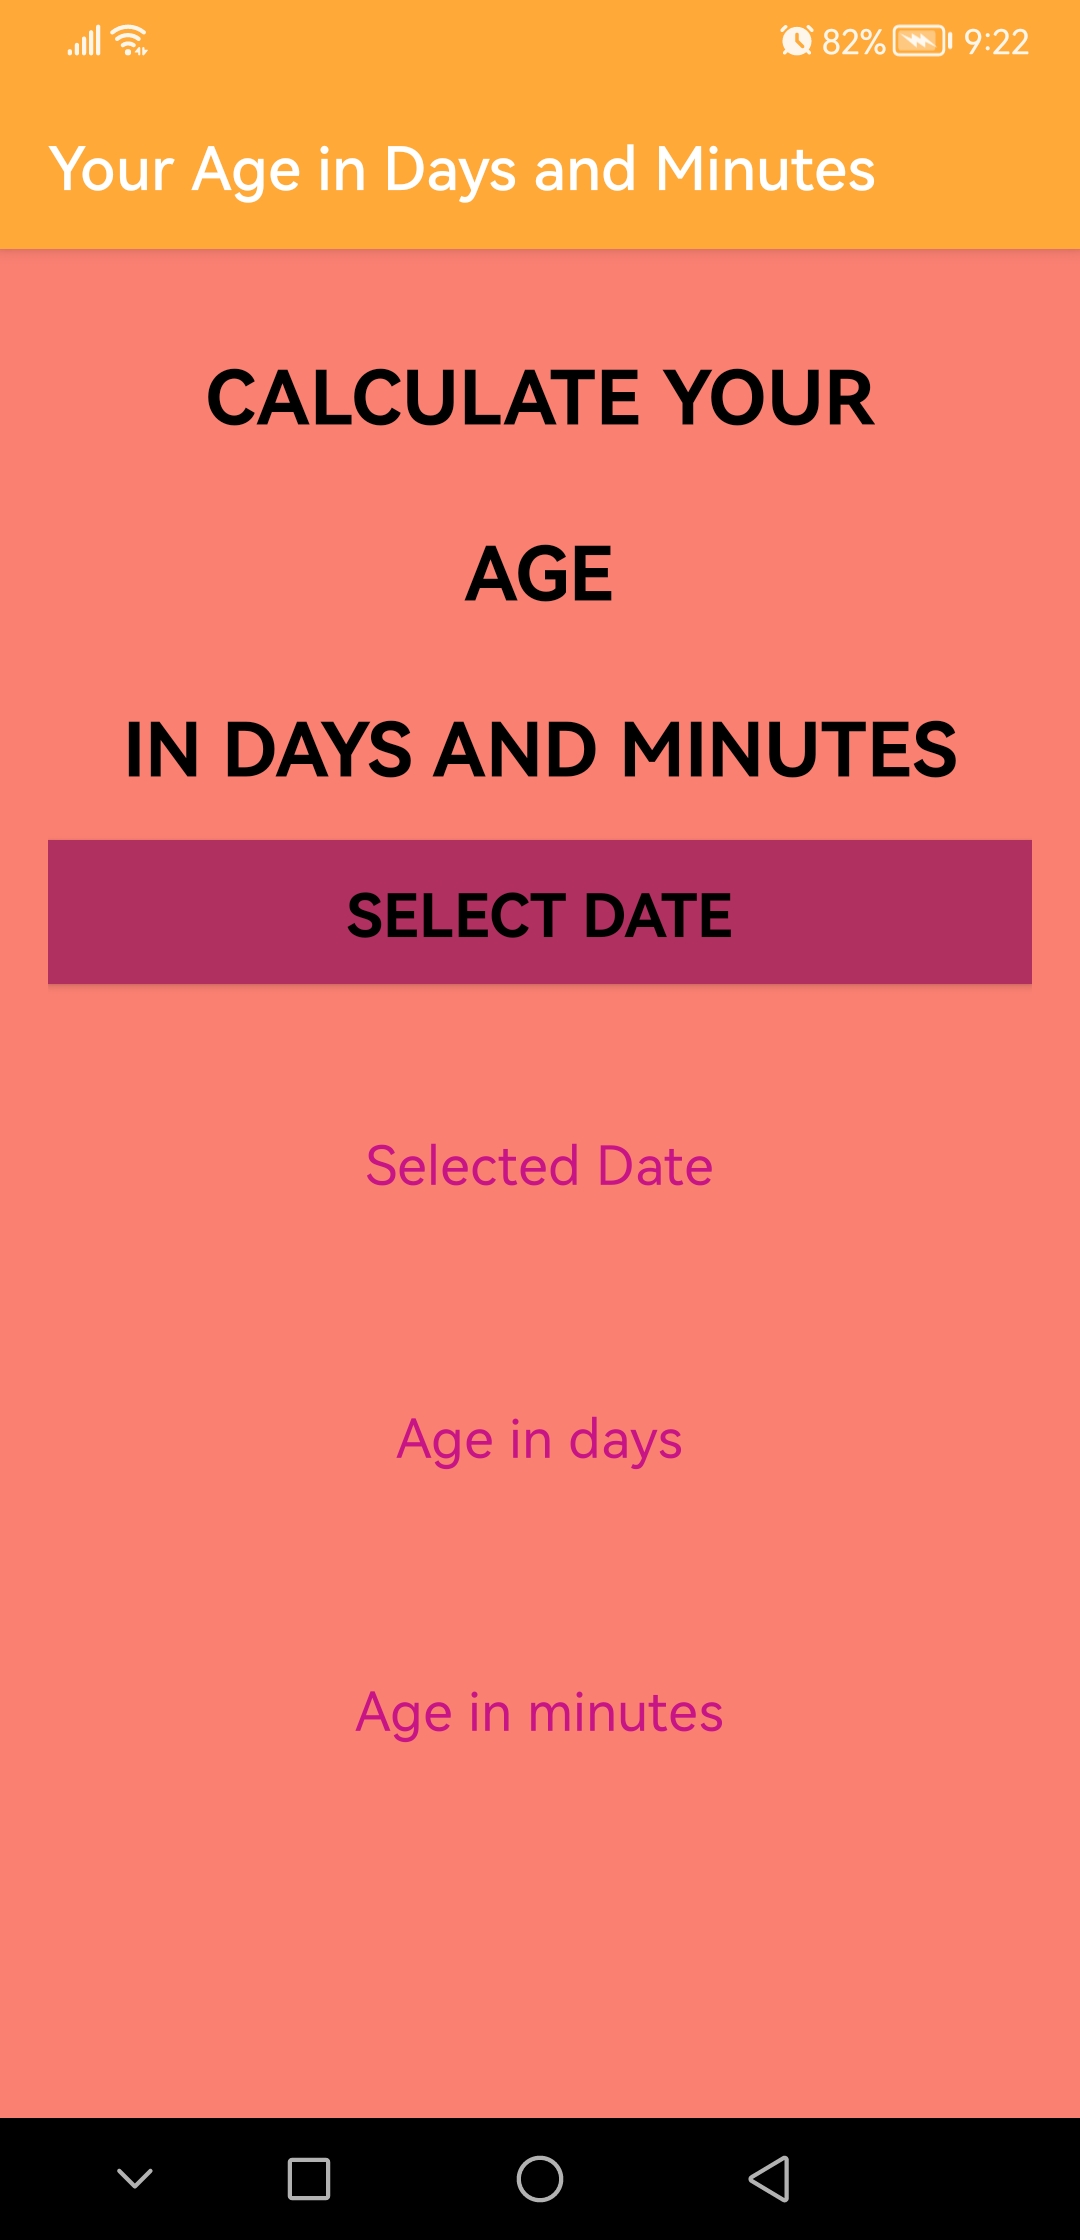 82% 9:22
Your Age in Days and Minutes
CALCULATE YOUR
AGE
IN DAYS AND MINUTES
SELECT DATE
Selected Date
Age in days
Age in minutes